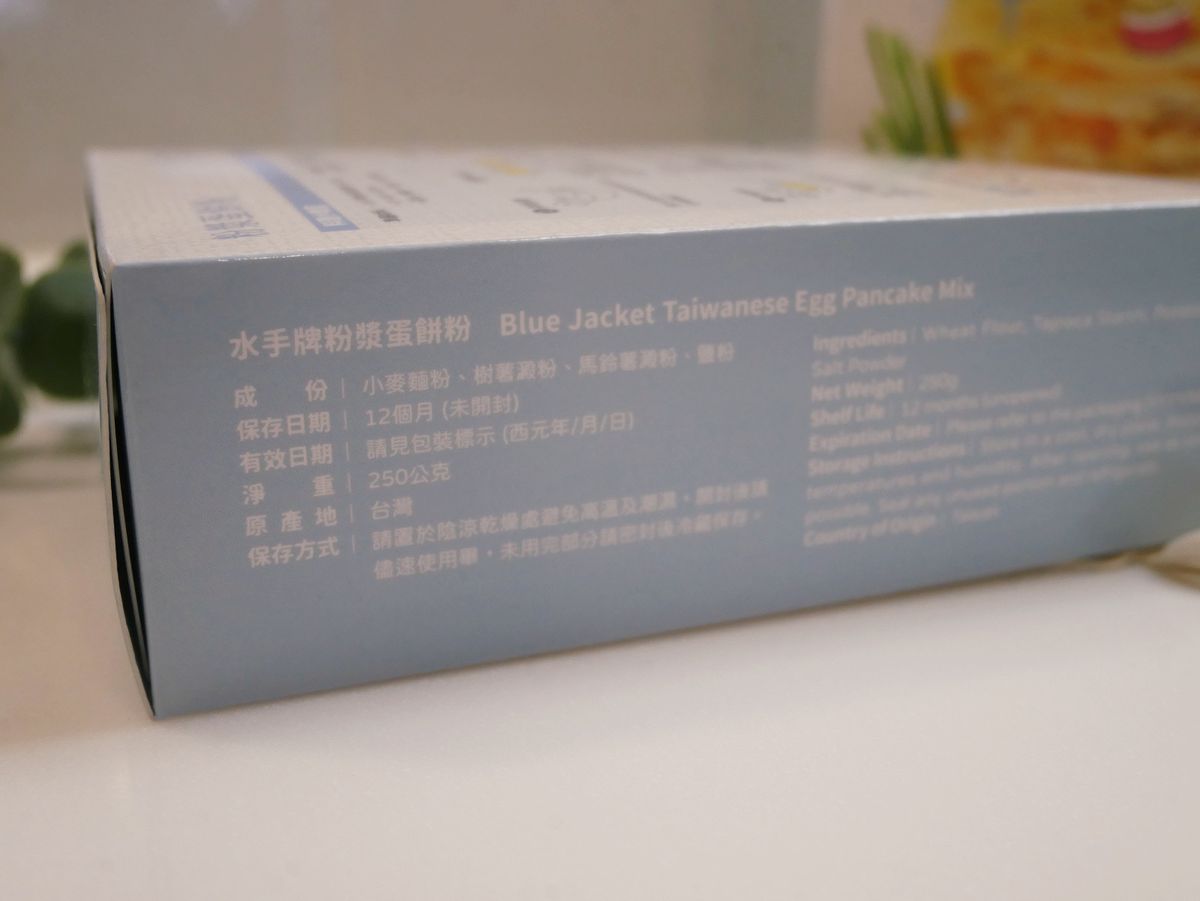 水手牌粉漿蛋餅粉 Blue Jacket Taiwanese Egg Pancake Mix
成 份 | 小麥麵粉、樹薯澱粉、馬鈴薯澱粉、鹽粉
保存日期 | 12個月 (未開封)
有效日期 | 請見包裝標示 (西元年/月/日)
淨 重 | 250公克
原 產 地 | 台灣
保存方式 | 請置於陰涼乾燥處避免高溫及潮濕，開封後請
儘速使用畢，未用完部分請密封後冷藏保存。
Ingredients | Wheat Flour, Tapioca Starch,
Salt Powder
Net Weight | 250g
Shelf Life | 12 months (unopened)
Expiration Date | Please refer to the packaging
Storage Instructions | Store in a cool, dry place.
temperatures and humidity. After opening,
possible. Seal any unused portion and refrigerate.
Country of Origin | Taiwan